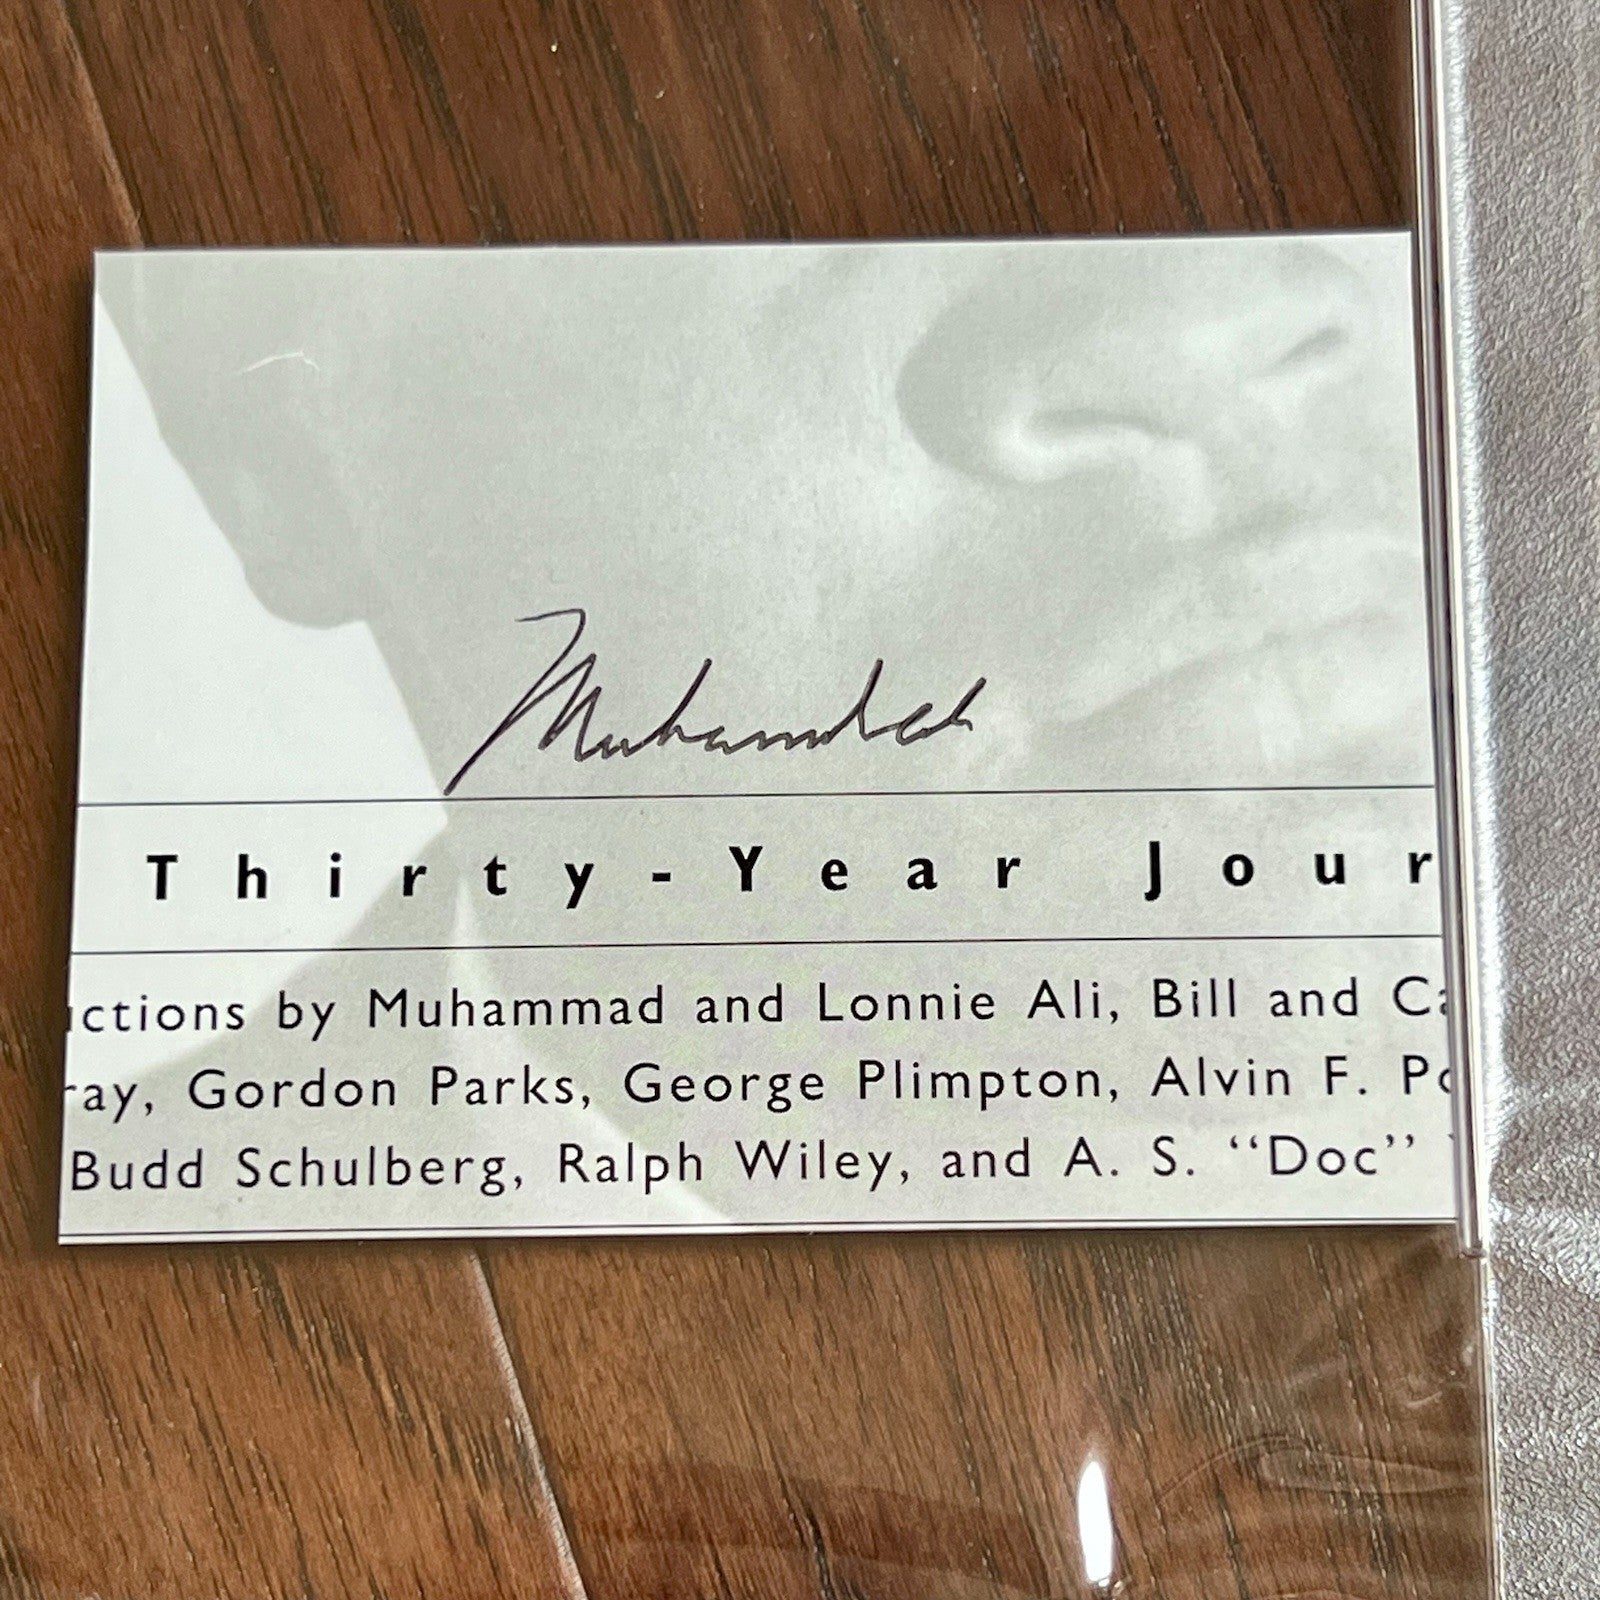 Muhammad Ali
Thirty-Year Jour
ctions by Muhammad and Lonnie Ali, Bill and Ca
ray, Gordon Parks, George Plimpton, Alvin F. Po
Budd Schulberg, Ralph Wiley, and A. S. “Doc”